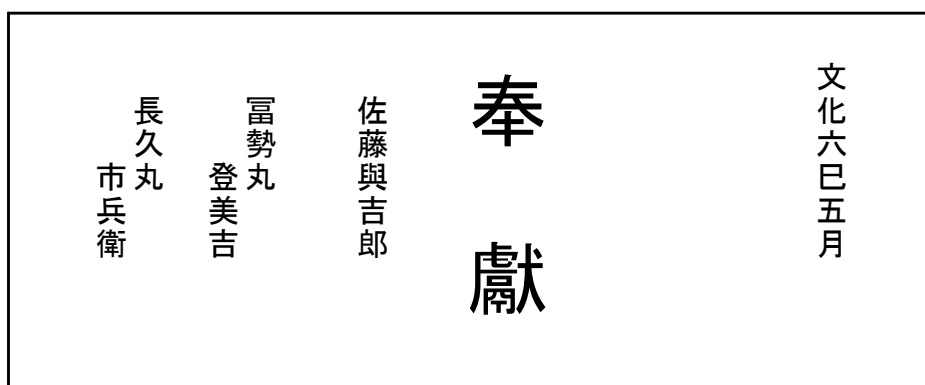 文化六巳五月
奉獻
佐藤與吉郎
冨勢丸
登美吉
長久丸
市兵衛